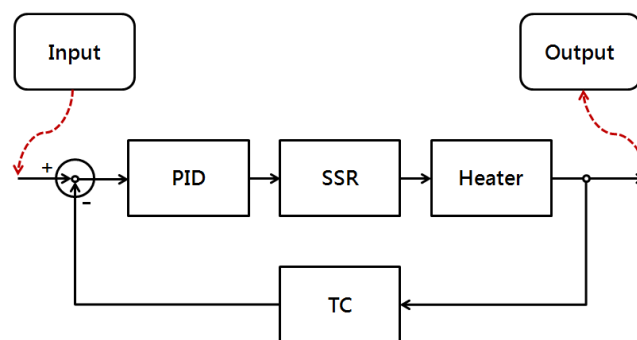 Input
Output
+
PID
SSR
Heater
-
TC